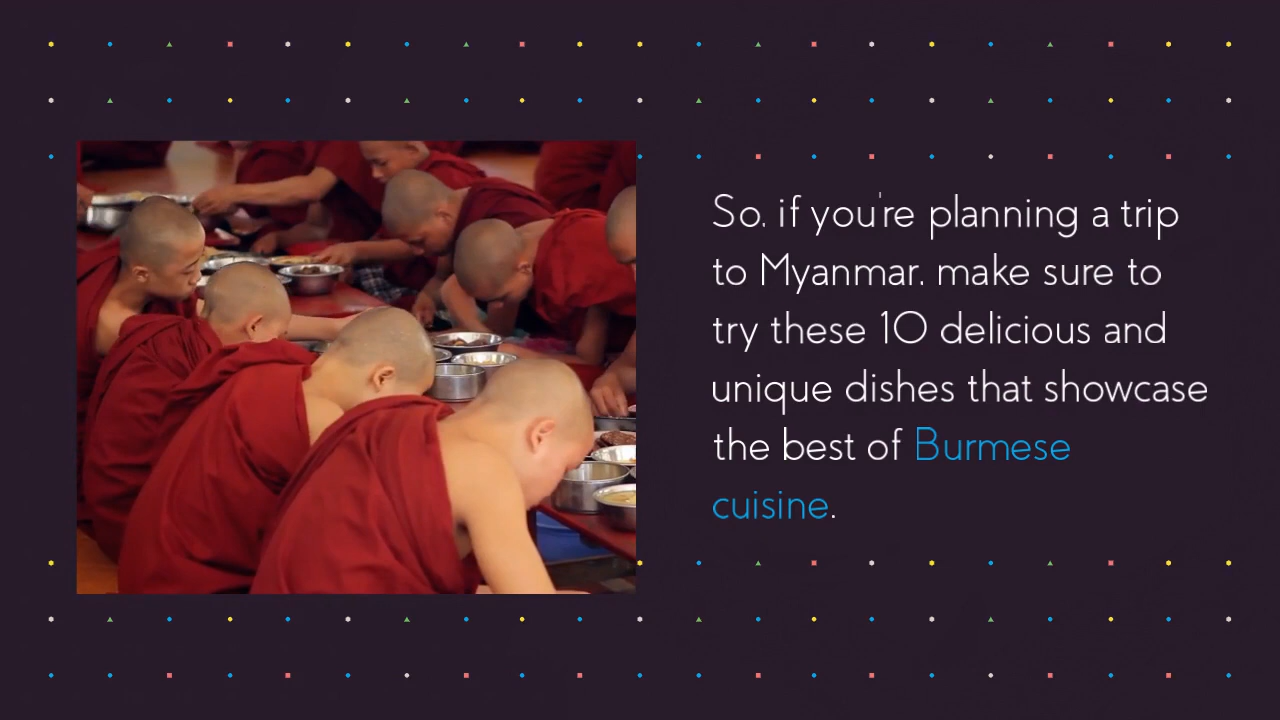 So, if you're planning a trip
to Myanmar, make sure to
try these 10 delicious and
unique dishes that showcase
the best of Burmese
cuisine.